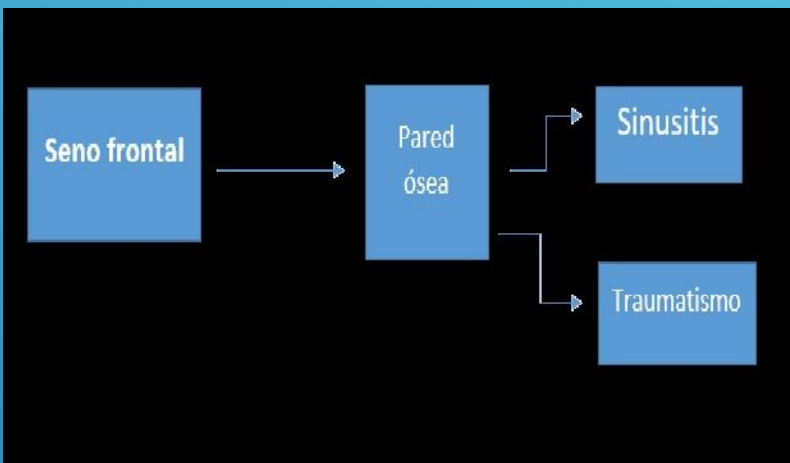 Seno frontal
Pared
ósea
Sinusitis
Traumatismo